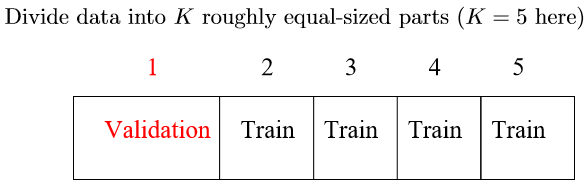 Divide data into K roughly equal-sized parts (K = 5 here)
1 2 3 4 5
Validation Train Train Train Train